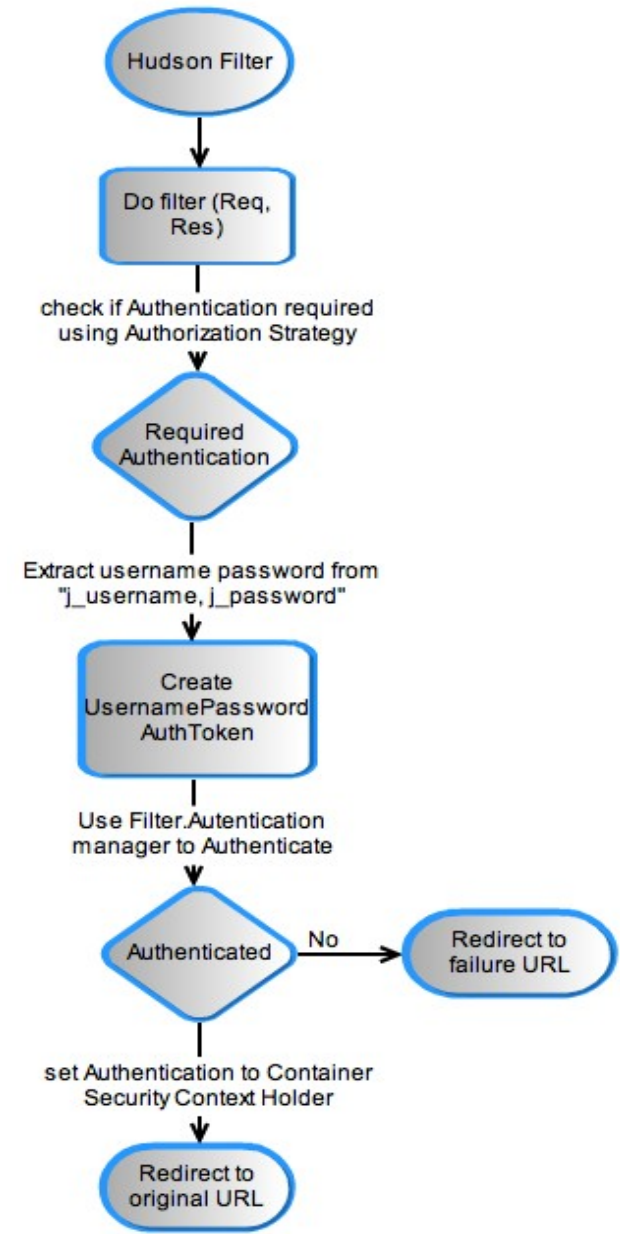 Hudson Filter
Do filter (Req,
Res)
check if Authentication required
using Authorization Strategy
Required
Authentication
Extract username password from
"j_username, j_password"
Create
UsernamePassword
AuthToken
Use Filter.Autentication
manager to Authenticate
Authenticated
No
Redirect to
failure URL
set Authentication to Container
Security Context Holder
Redirect to
original URL